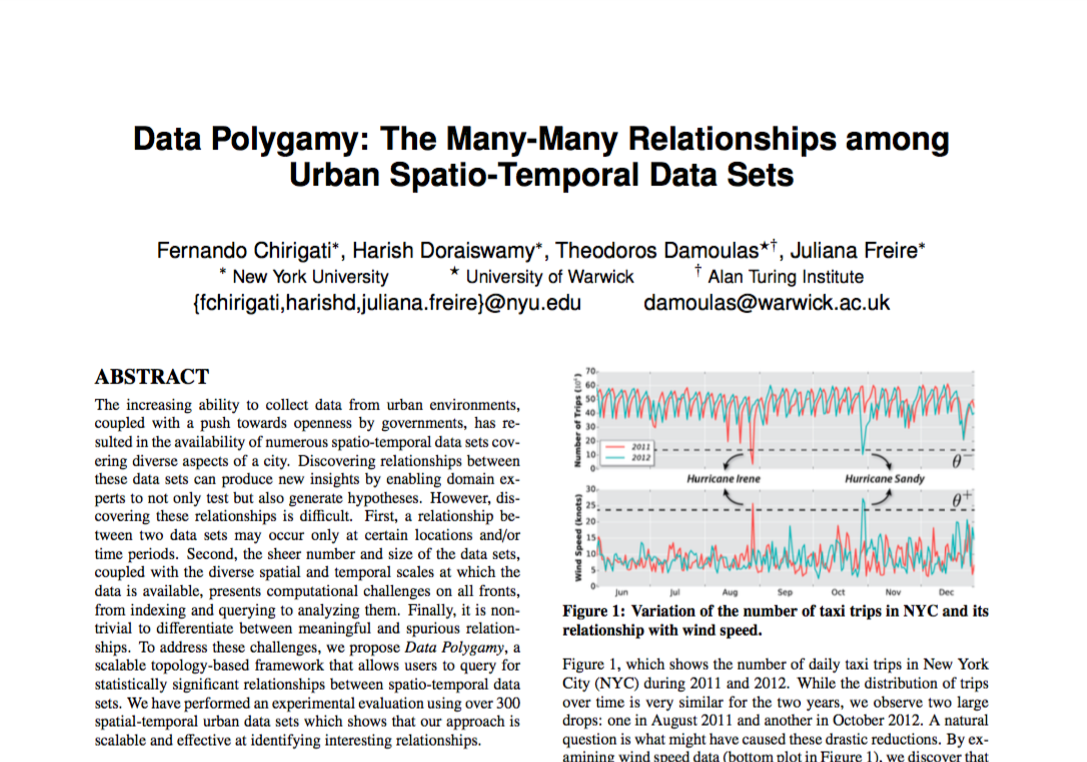 Data Polygamy: The Many-Many Relationships among
Urban Spatio-Temporal Data Sets
Fernando Chirigati*, Harish Doraiswamy*, Theodoros Damoulas★†, Juliana Freire*
* New York University ★ University of Warwick † Alan Turing Institute
{fchirigati,harishd,juliana.freire}@nyu.edu damoulas@warwick.ac.uk
ABSTRACT
The increasing ability to collect data from urban environments,
coupled with a push towards openness by governments, has re-
sulted in the availability of numerous spatio-temporal data sets cov-
ering diverse aspects of a city. Discovering relationships between
these data sets can produce new insights by enabling domain ex-
perts to not only test but also generate hypotheses. However, dis-
covering these relationships is difficult. First, a relationship be-
tween two data sets may occur only at certain locations and/or
time periods. Second, the sheer number and size of the data sets,
coupled with the diverse spatial and temporal scales at which the
data is available, presents computational challenges on all fronts,
from indexing and querying to analyzing them. Finally, it is non-
trivial to differentiate between meaningful and spurious relation-
ships. To address these challenges, we propose Data Polygamy, a
scalable topology-based framework that allows users to query for
statistically significant relationships between spatio-temporal data
sets. We have performed an experimental evaluation using over 300
spatial-temporal urban data sets which shows that our approach is
scalable and effective at identifying interesting relationships.
Number of Trips (10⁴)
70
60
50
40
30
20
10
0
2011
2012
θ⁻
Hurricane Irene
Hurricane Sandy
Wind Speed (knots)
30
25
20
15
10
5
0
θ⁺
Jun Jul Aug Sep Oct Nov Dec
Figure 1: Variation of the number of taxi trips in NYC and its
relationship with wind speed.
Figure 1, which shows the number of daily taxi trips in New York
City (NYC) during 2011 and 2012. While the distribution of trips
over time is very similar for the two years, we observe two large
drops: one in August 2011 and another in October 2012. A natural
question is what might have caused these drastic reductions. By ex-
amining wind speed data (bottom plot in Figure 1), we discover that